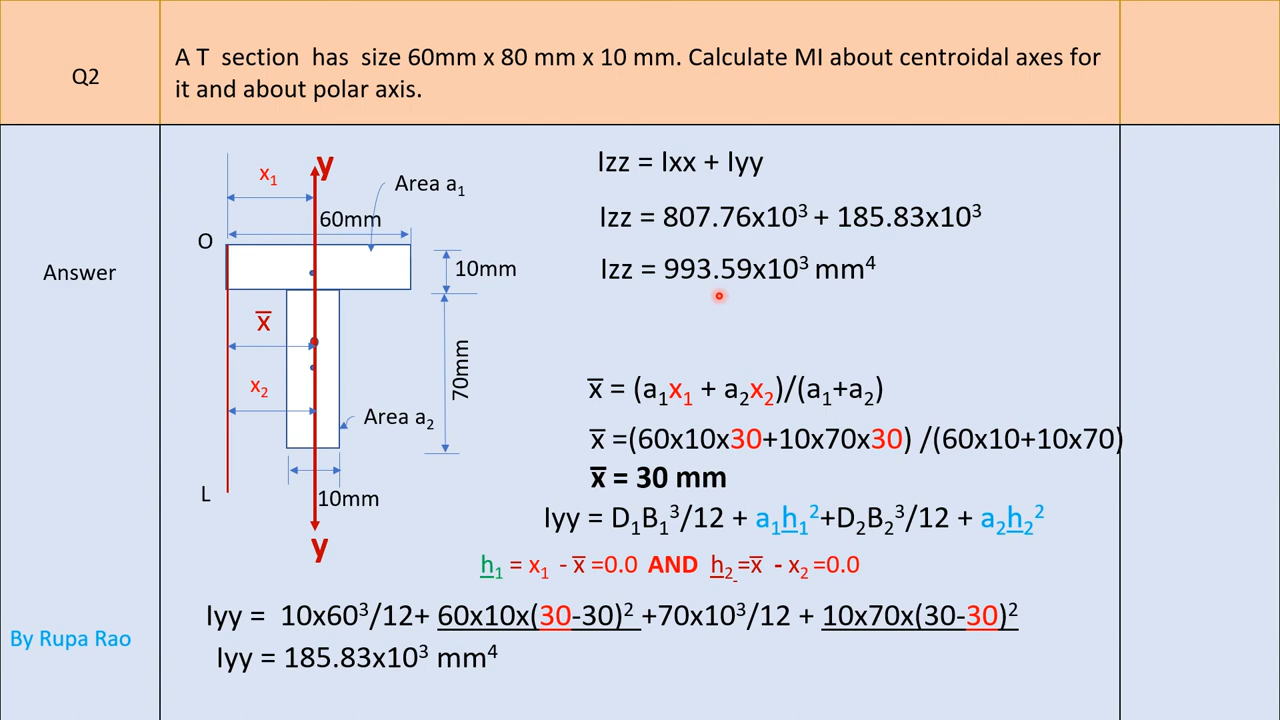 Q2
A T section has size 60mm x 80 mm x 10 mm. Calculate MI about centroidal axes for
it and about polar axis.
Answer
By Rupa Rao
y
x₁
Area a₁
60mm
O
10mm
x̅
70mm
x₂
Area a₂
L
10mm
y
Izz = Ixx + Iyy
Izz = 807.76x10³ + 185.83x10³
Izz = 993.59x10³ mm⁴
x̅ = (a₁x₁ + a₂x₂)/(a₁+a₂)
x̅ =(60x10x30+10x70x30) /(60x10+10x70)
x̅ = 30 mm
Iyy = D₁B₁³/12 + a₁h₁²+D₂B₂³/12 + a₂h₂²
h₁ = x₁ - x̅ =0.0 AND h₂ =x̅ - x₂ =0.0
Iyy = 10x60³/12+ 60x10x(30-30)² +70x10³/12 + 10x70x(30-30)²
Iyy = 185.83x10³ mm⁴